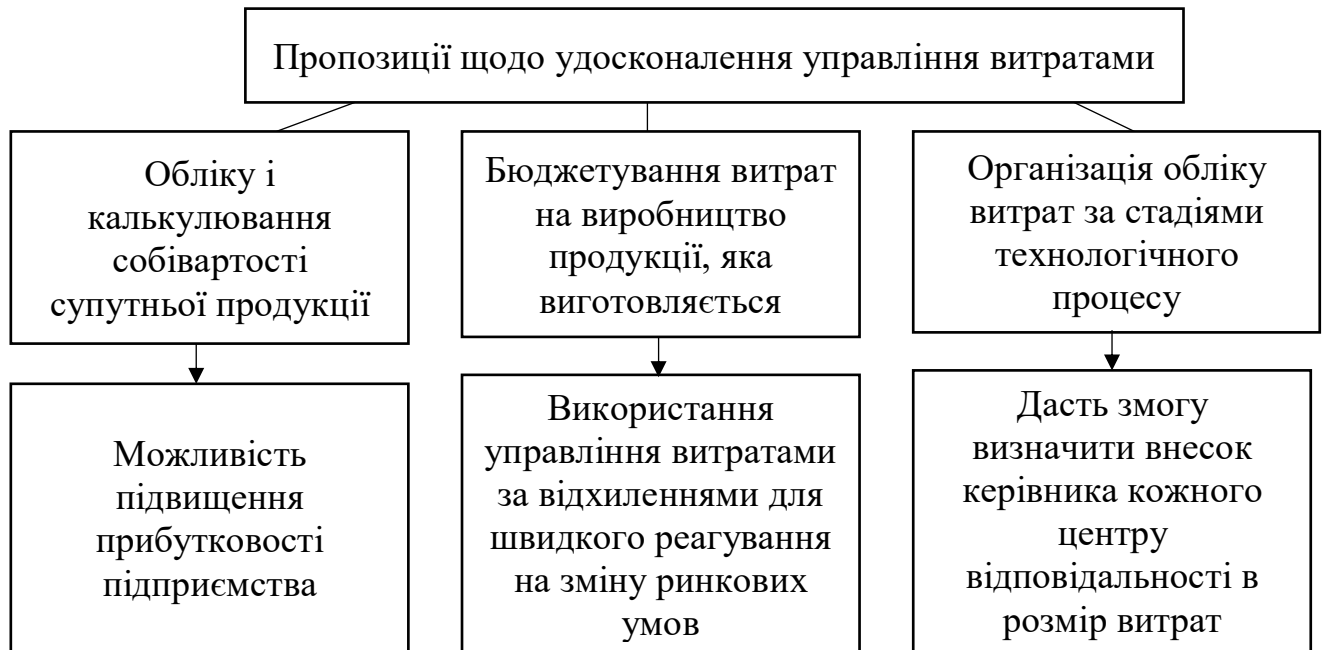 Пропозиції щодо удосконалення управління витратами
Обліку і
калькулювання
собівартості
супутньої продукції
Бюджетування витрат
на виробництво
продукції, яка
виготовляється
Організація обліку
витрат за стадіями
технологічного
процесу
Можливість
підвищення
прибутковості
підприємства
Використання
управління витратами
за відхиленнями для
швидкого реагування
на зміну ринкових
умов
Дасть змогу
визначити внесок
керівника кожного
центру
відповідальності в
розмір витрат